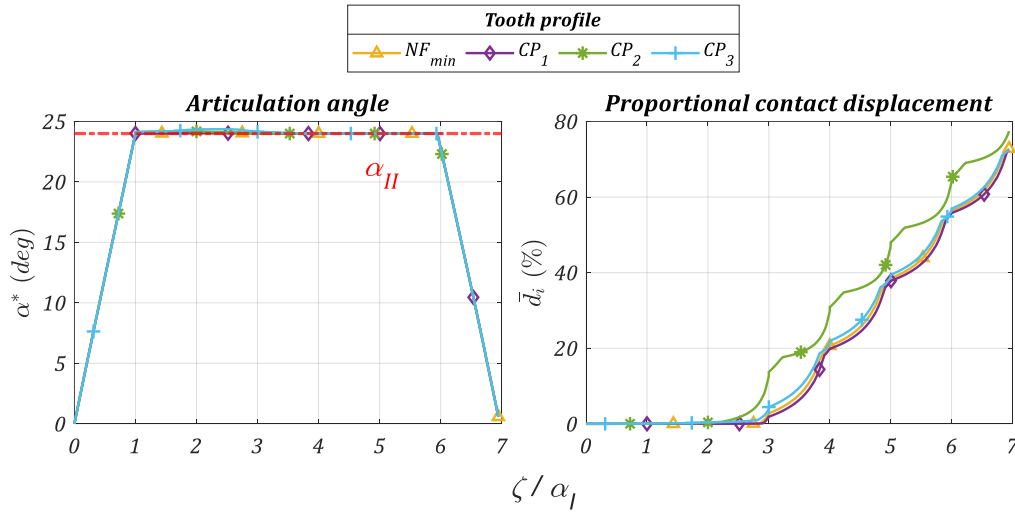 Tooth profile
NF_min CP_1 CP_2 CP_3
Articulation angle
Proportional contact displacement
25
20
15
10
5
0
α* (deg)
α_II
0 1 2 3 4 5 6 7
80
60
40
20
0
d̄_i (%)
0 1 2 3 4 5 6 7
ζ / α_I